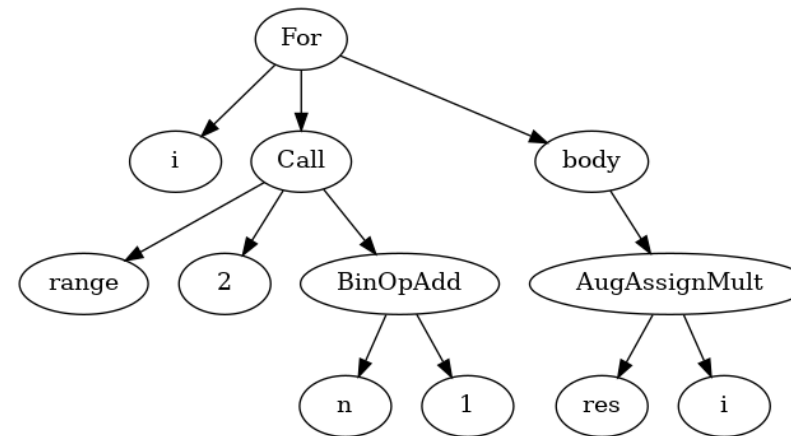 For
i
Call
body
range
2
BinOpAdd
AugAssignMult
n
1
res
i